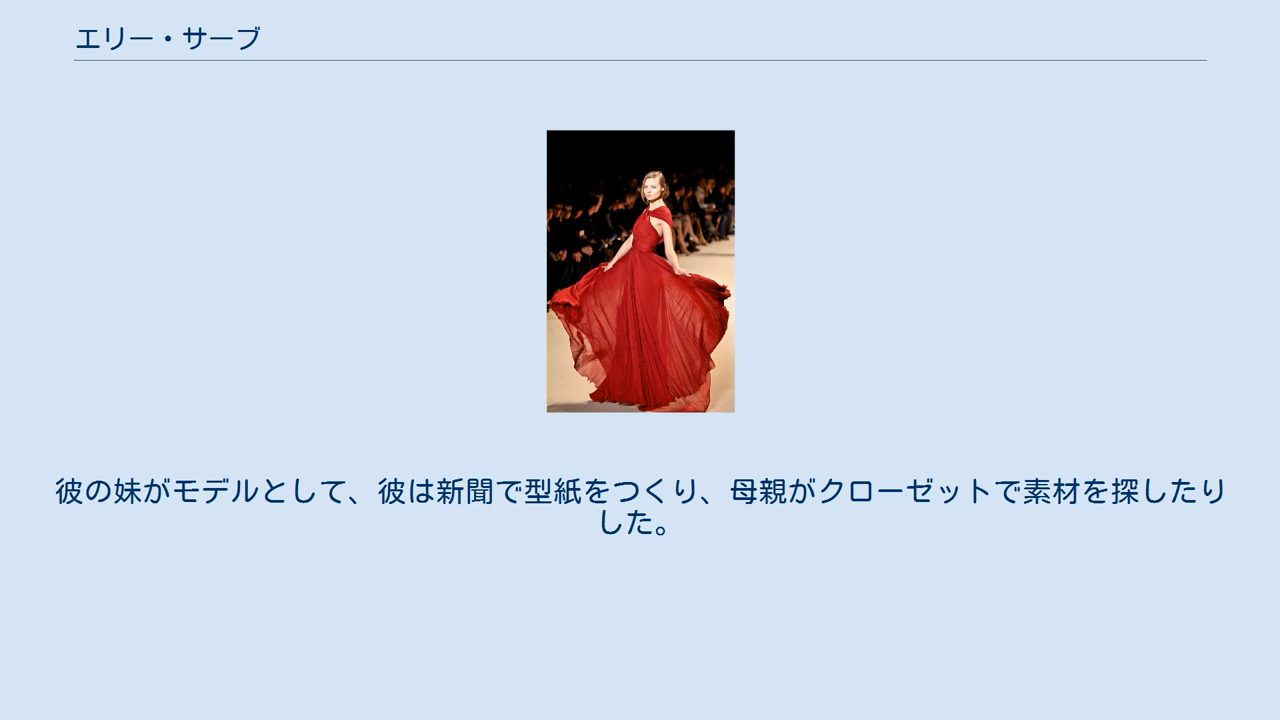 エリー・サーブ
彼の妹がモデルとして、彼は新聞で型紙をつくり、母親がクローゼットで素材を探したり
した。